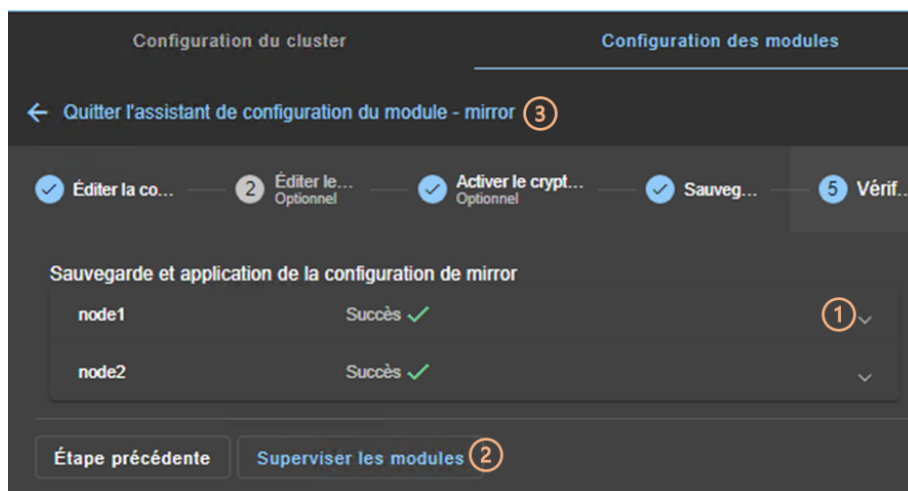 Configuration du cluster Configuration des modules
Quitter l'assistant de configuration du module - mirror 3
Éditer la co... 2 Éditer le... Optionnel Activer le crypt... Optionnel Sauveg... 5 Vérif..
Sauvegarde et application de la configuration de mirror
node1 Succès 1
node2 Succès
Étape précédente Superviser les modules 2